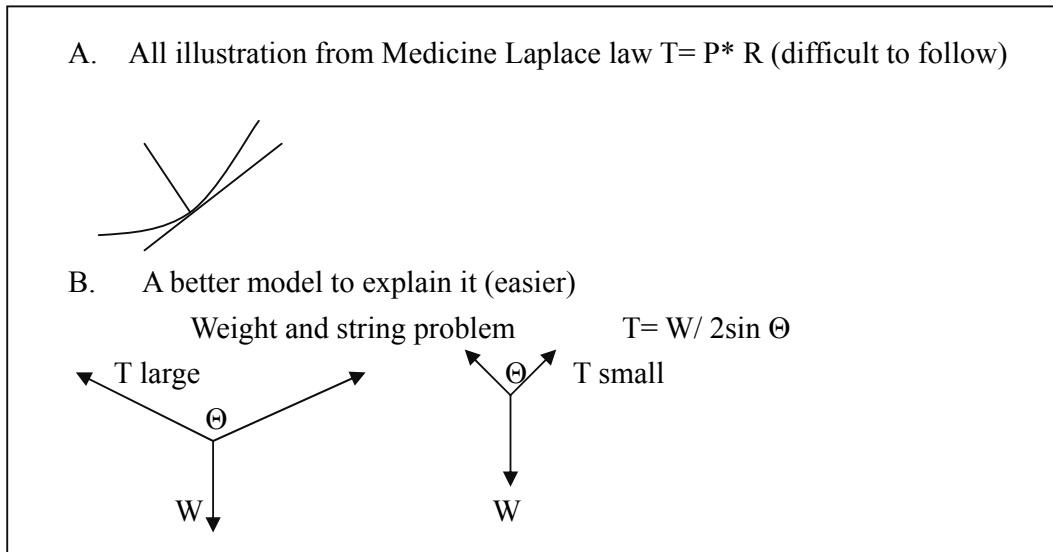 A. All illustration from Medicine Laplace law T= P* R (difficult to follow)
B. A better model to explain it (easier)
Weight and string problem T= W/ 2sin Θ
T large Θ T small
Θ
W W